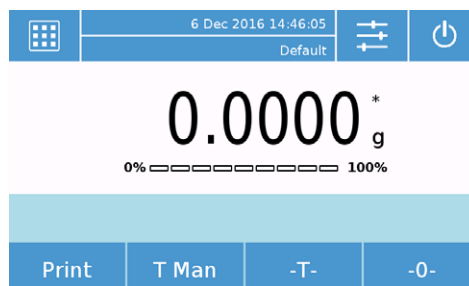 6 Dec 2016 14:46:05
Default
0.0000 * g
0% 100%
Print T Man -T- -0-